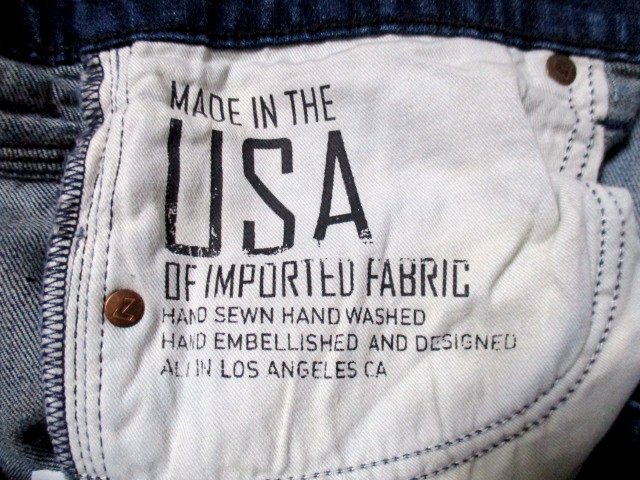 MADE IN THE
USA
OF IMPORTED FABRIC
HAND SEWN HAND WASHED
HAND EMBELLISHED AND DESIGNED
ALL IN LOS ANGELES CA
Z